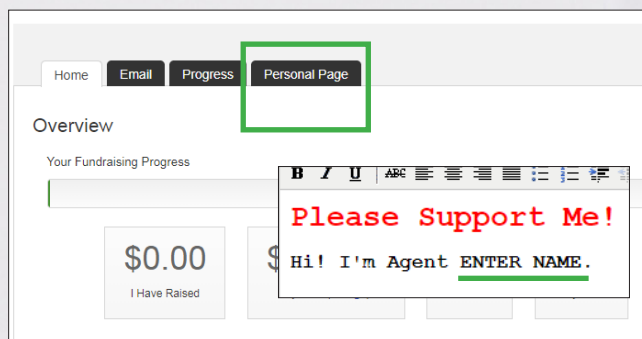 Home Email Progress Personal Page
Overview
Your Fundraising Progress
B I U ABC
Please Support Me!
$0.00 $
Hi! I'm Agent ENTER NAME.
I Have Raised